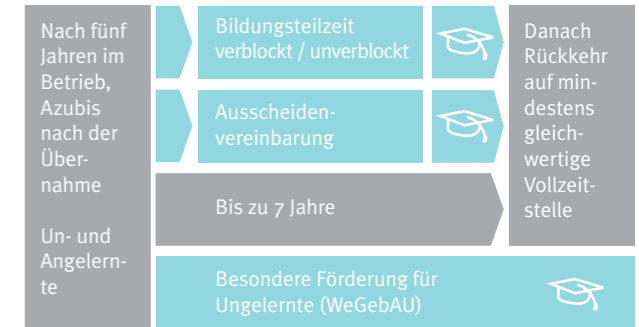 Nach fünf
Jahren im
Betrieb,
Azubis
nach der
Über-
nahme
Un- und
Angelern-
te
Bildungsteilzeit
verblockt / unverblockt
Ausscheiden-
vereinbarung
Bis zu 7 Jahre
Besondere Förderung für
Ungelernte (WeGebAU)
Danach
Rückkehr
auf min-
destens
gleich-
wertige
Vollzeit-
stelle